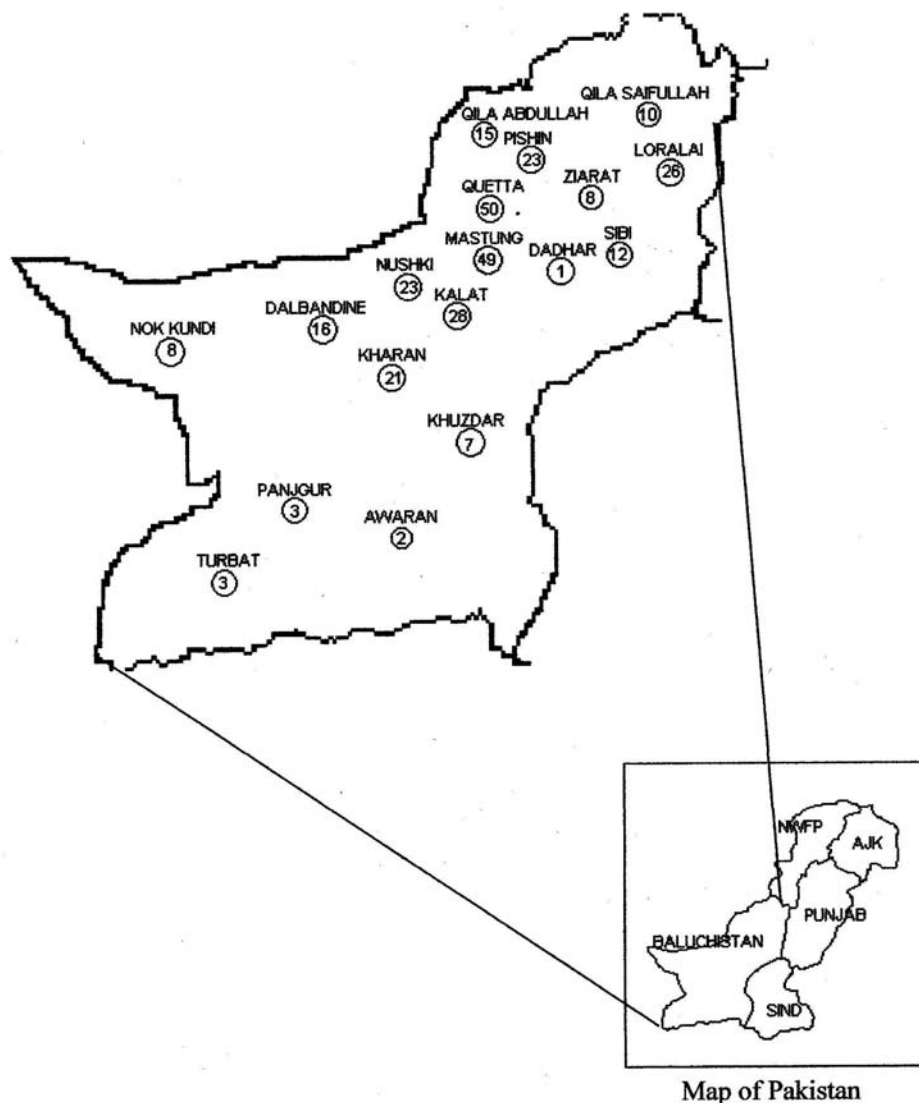 QILA SAIFULLAH
10
QILA ABDULLAH
15
PISHIN
23
LORALAI
26
ZIARAT
8
QUETTA
50
MASTUNG
49
DADHAR
1
SIBI
12
NUSHKI
23
KALAT
28
DALBANDINE
16
NOK KUNDI
8
KHARAN
21
KHUZDAR
7
PANJGUR
3
AWARAN
2
TURBAT
3
NWFP
AJK
PUNJAB
BALUCHISTAN
SIND
Map of Pakistan